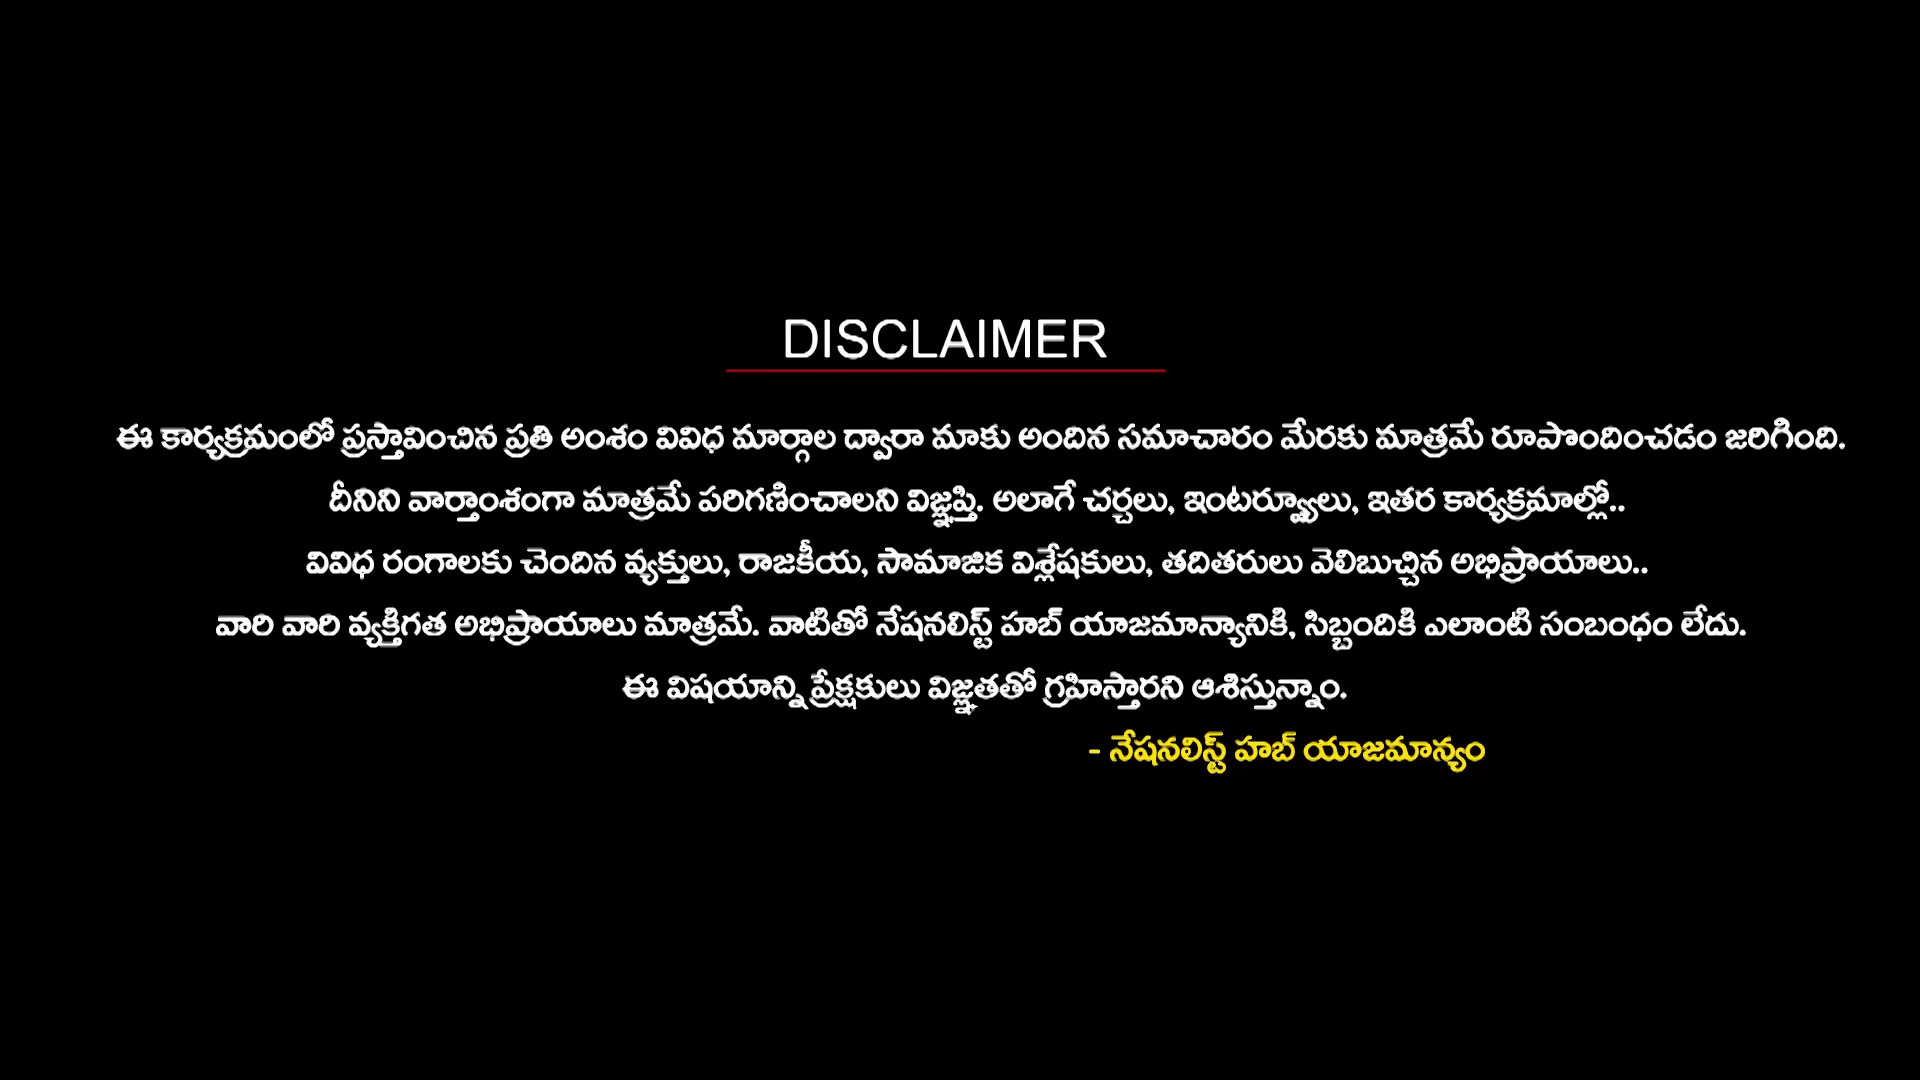 DISCLAIMER
ఈ కార్యక్రమంలో ప్రస్తావించిన ప్రతి అంశం వివిధ మార్గాల ద్వారా మాకు అందిన సమాచారం మేరకు మాత్రమే రూపొందించడం జరిగింది.
దీనిని వార్తాంశంగా మాత్రమే పరిగణించాలని విజ్ఞప్తి. అలాగే చర్చలు, ఇంటర్వ్యూలు, ఇతర కార్యక్రమాల్లో..
వివిధ రంగాలకు చెందిన వ్యక్తులు, రాజకీయ, సామాజిక విశ్లేషకులు, తదితరులు వెలిబుచ్చిన అభిప్రాయాలు..
వారి వారి వ్యక్తిగత అభిప్రాయాలు మాత్రమే. వాటితో నేషనలిస్ట్ హబ్ యాజమాన్యానికి, సిబ్బందికి ఎలాంటి సంబంధం లేదు.
ఈ విషయాన్ని ప్రేక్షకులు విజ్ఞతతో గ్రహిస్తారని ఆశిస్తున్నాం.
- నేషనలిస్ట్ హబ్ యాజమాన్యం